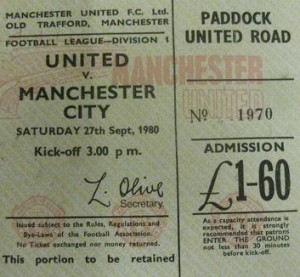 MANCHESTER UNITED F.C. Ltd.
OLD TRAFFORD, MANCHESTER
FOOTBALL LEAGUE—DIVISION 1
UNITED
v.
MANCHESTER
CITY
SATURDAY 27th Sept, 1980
Kick-off 3.00 p m.
L. Olive
Secretary.
Issued subject to the Rules, Regulations and
Bye-Laws of the Football Association.
No Ticket exchanged nor money returned.
This portion to be retained
PADDOCK
UNITED ROAD
MANCHESTER
UNITED
No 1970
ADMISSION
£1-60
As a capacity attendance is
expected, it is strongly
recommended that patrons
ENTER THE GROUND
not less than 30 minutes
before kick-off